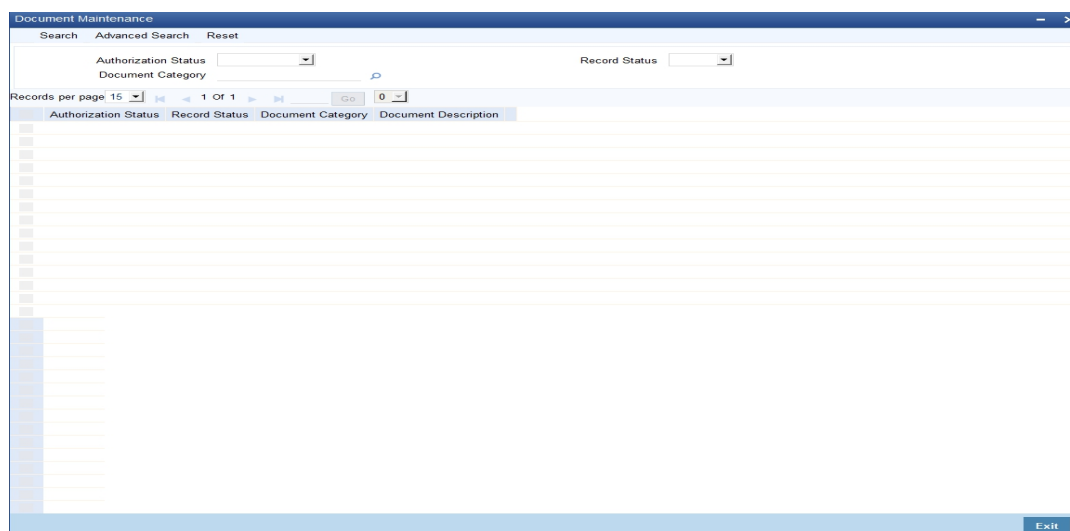 Document Maintenance
Search Advanced Search Reset
Authorization Status Record Status
Document Category
Records per page 15 1 Of 1 Go 0
Authorization Status Record Status Document Category Document Description
Exit